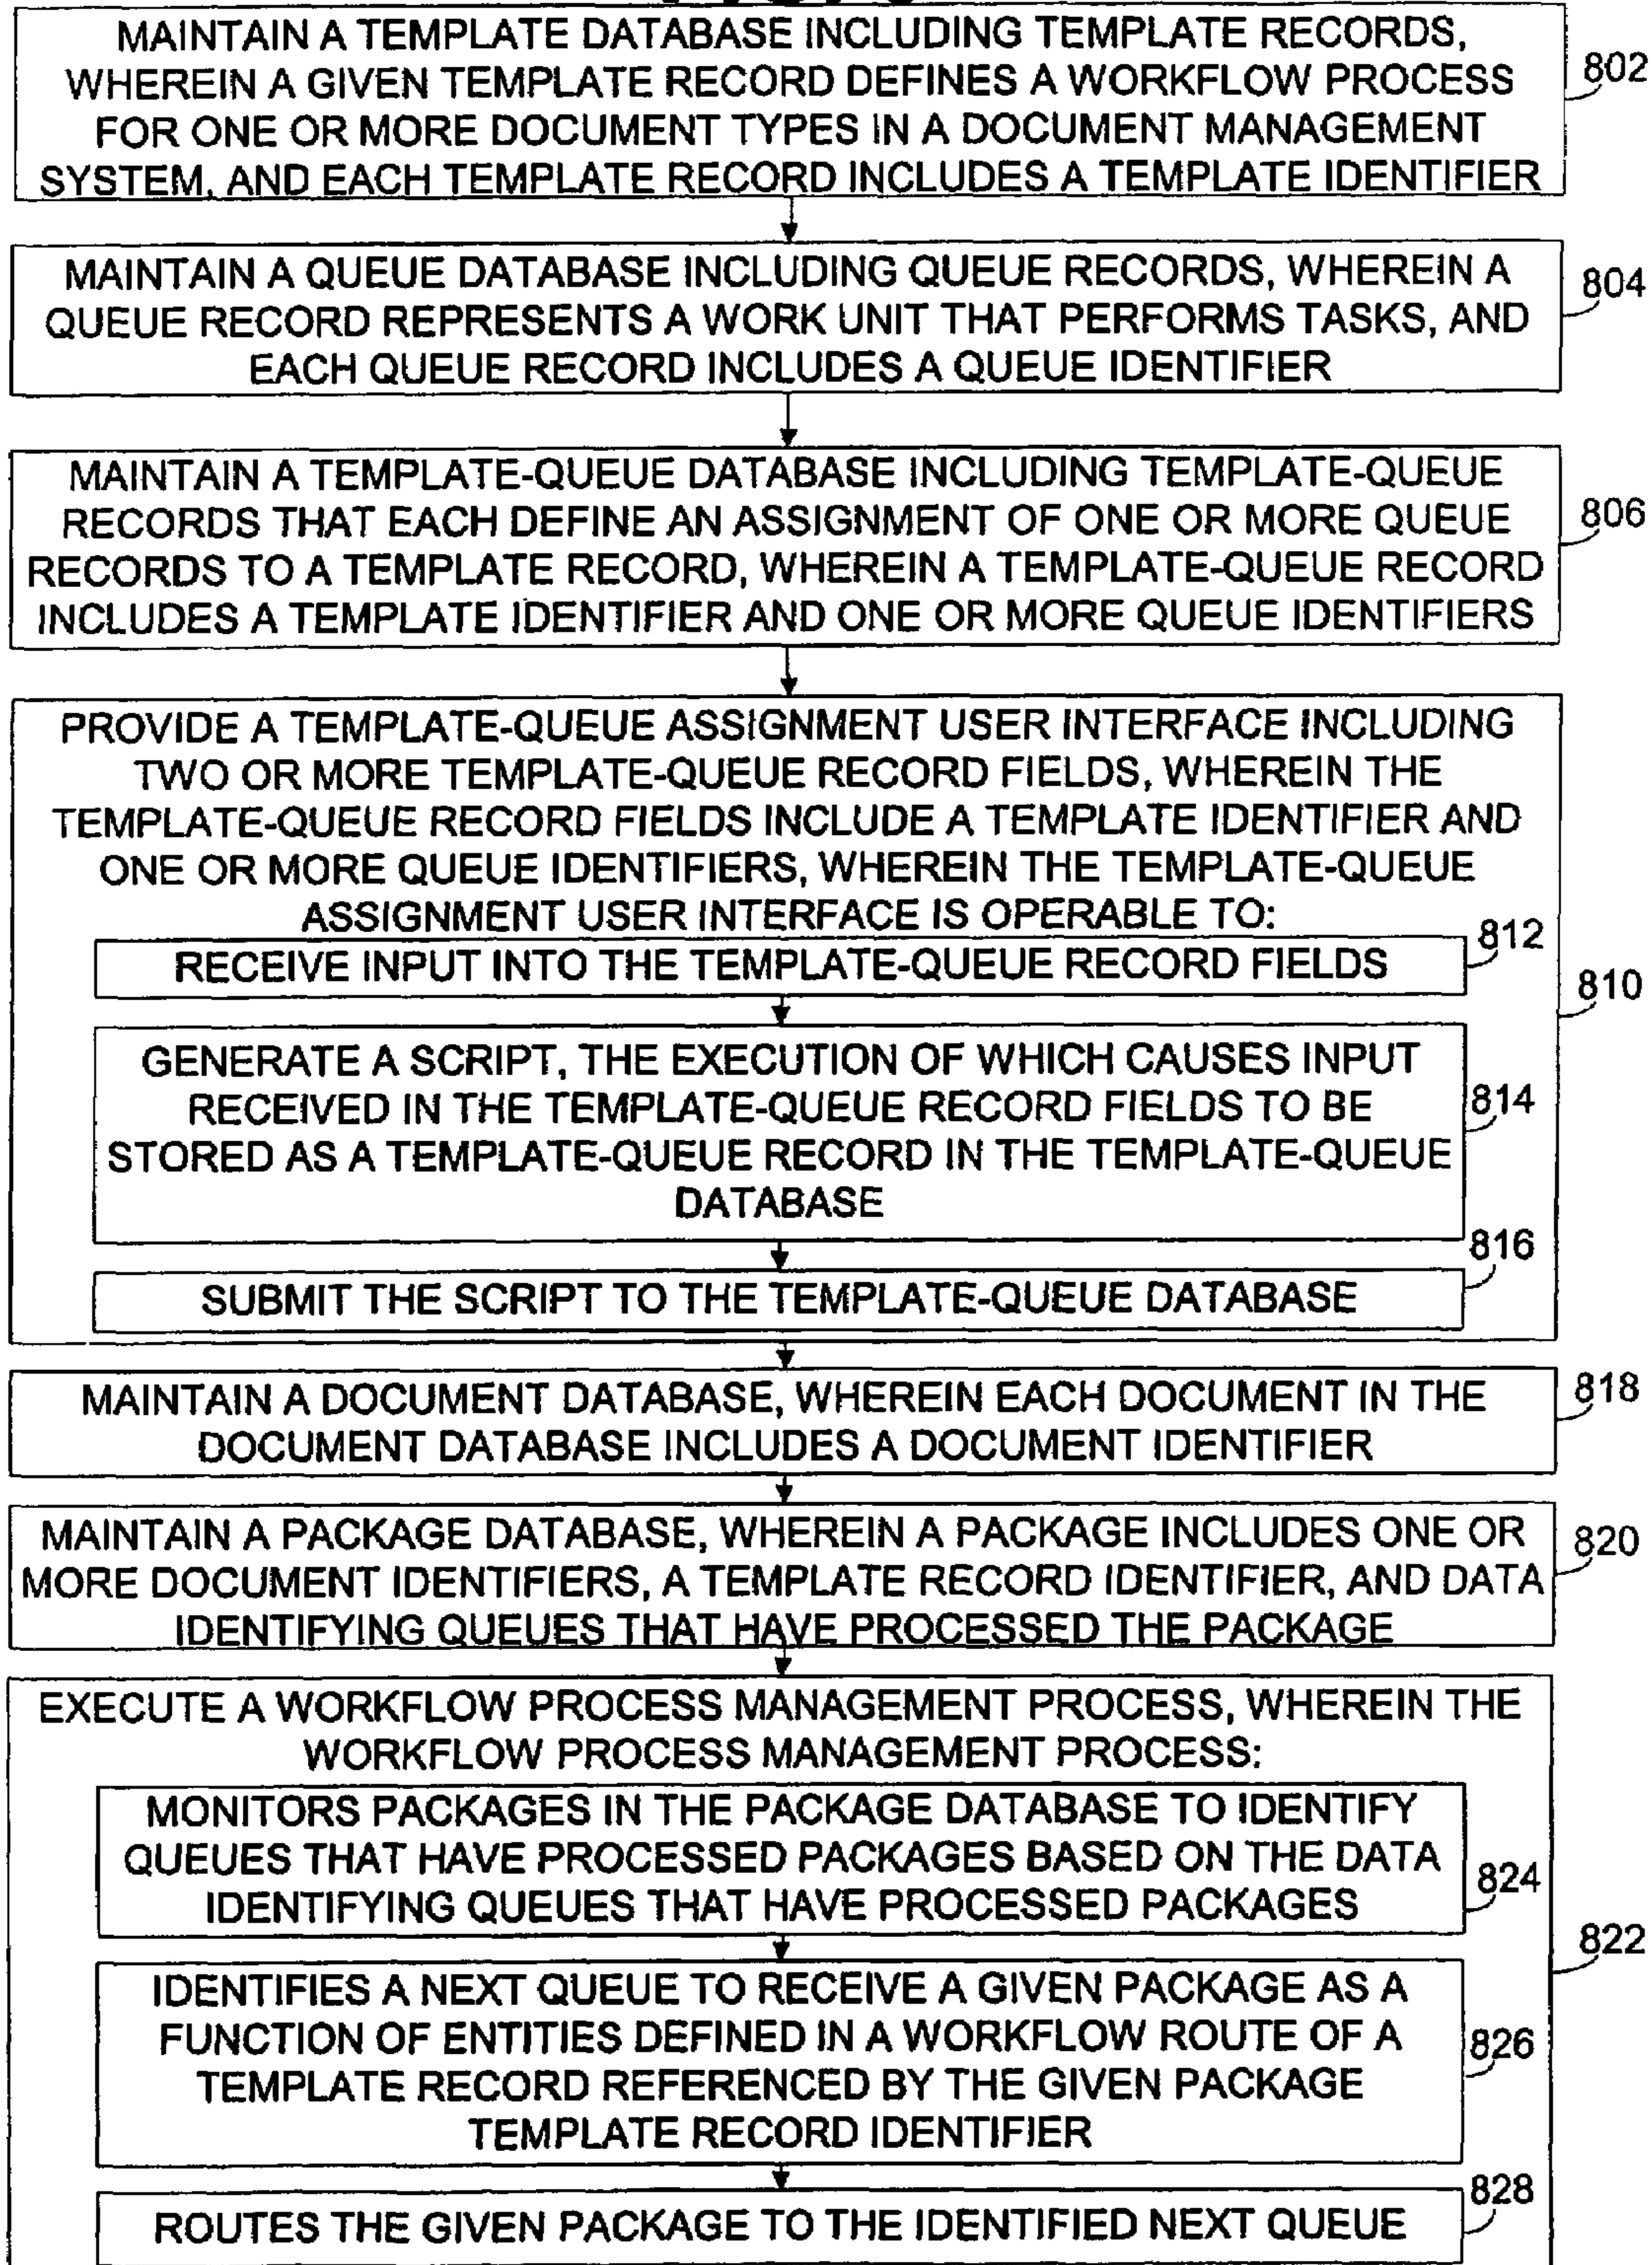 MAINTAIN A TEMPLATE DATABASE INCLUDING TEMPLATE RECORDS,
WHEREIN A GIVEN TEMPLATE RECORD DEFINES A WORKFLOW PROCESS
FOR ONE OR MORE DOCUMENT TYPES IN A DOCUMENT MANAGEMENT
SYSTEM, AND EACH TEMPLATE RECORD INCLUDES A TEMPLATE IDENTIFIER
802
MAINTAIN A QUEUE DATABASE INCLUDING QUEUE RECORDS, WHEREIN A
QUEUE RECORD REPRESENTS A WORK UNIT THAT PERFORMS TASKS, AND
EACH QUEUE RECORD INCLUDES A QUEUE IDENTIFIER
804
MAINTAIN A TEMPLATE-QUEUE DATABASE INCLUDING TEMPLATE-QUEUE
RECORDS THAT EACH DEFINE AN ASSIGNMENT OF ONE OR MORE QUEUE
RECORDS TO A TEMPLATE RECORD, WHEREIN A TEMPLATE-QUEUE RECORD
INCLUDES A TEMPLATE IDENTIFIER AND ONE OR MORE QUEUE IDENTIFIERS
806
PROVIDE A TEMPLATE-QUEUE ASSIGNMENT USER INTERFACE INCLUDING
TWO OR MORE TEMPLATE-QUEUE RECORD FIELDS, WHEREIN THE
TEMPLATE-QUEUE RECORD FIELDS INCLUDE A TEMPLATE IDENTIFIER AND
ONE OR MORE QUEUE IDENTIFIERS, WHEREIN THE TEMPLATE-QUEUE
ASSIGNMENT USER INTERFACE IS OPERABLE TO:
810
RECEIVE INPUT INTO THE TEMPLATE-QUEUE RECORD FIELDS
812
GENERATE A SCRIPT, THE EXECUTION OF WHICH CAUSES INPUT
RECEIVED IN THE TEMPLATE-QUEUE RECORD FIELDS TO BE
STORED AS A TEMPLATE-QUEUE RECORD IN THE TEMPLATE-QUEUE
DATABASE
814
SUBMIT THE SCRIPT TO THE TEMPLATE-QUEUE DATABASE
816
MAINTAIN A DOCUMENT DATABASE, WHEREIN EACH DOCUMENT IN THE
DOCUMENT DATABASE INCLUDES A DOCUMENT IDENTIFIER
818
MAINTAIN A PACKAGE DATABASE, WHEREIN A PACKAGE INCLUDES ONE OR
MORE DOCUMENT IDENTIFIERS, A TEMPLATE RECORD IDENTIFIER, AND DATA
IDENTIFYING QUEUES THAT HAVE PROCESSED THE PACKAGE
820
EXECUTE A WORKFLOW PROCESS MANAGEMENT PROCESS, WHEREIN THE
WORKFLOW PROCESS MANAGEMENT PROCESS:
822
MONITORS PACKAGES IN THE PACKAGE DATABASE TO IDENTIFY
QUEUES THAT HAVE PROCESSED PACKAGES BASED ON THE DATA
IDENTIFYING QUEUES THAT HAVE PROCESSED PACKAGES
824
IDENTIFIES A NEXT QUEUE TO RECEIVE A GIVEN PACKAGE AS A
FUNCTION OF ENTITIES DEFINED IN A WORKFLOW ROUTE OF A
TEMPLATE RECORD REFERENCED BY THE GIVEN PACKAGE
TEMPLATE RECORD IDENTIFIER
826
ROUTES THE GIVEN PACKAGE TO THE IDENTIFIED NEXT QUEUE
828